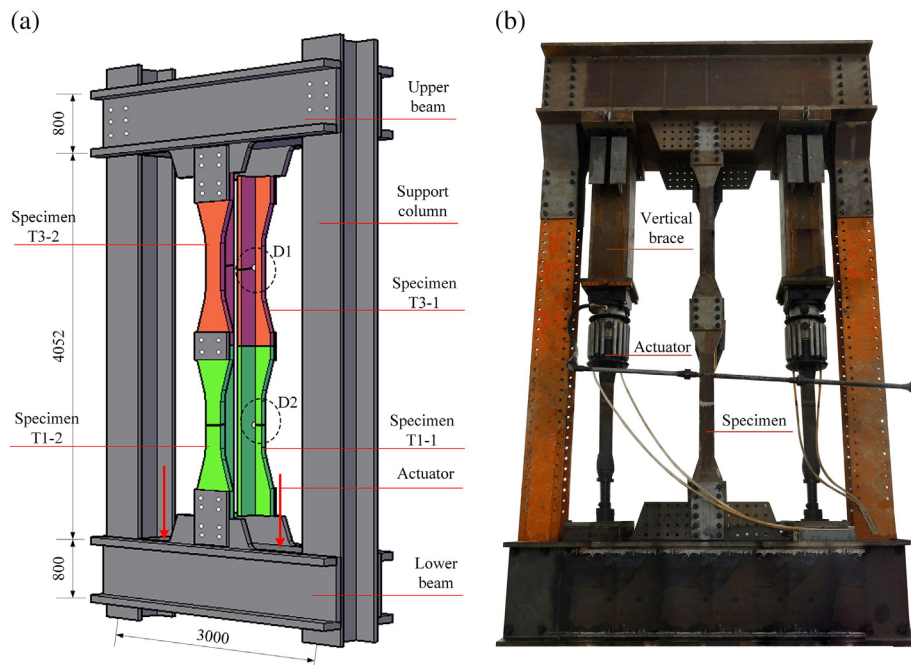 (a)
(b)
Upper
beam
800
Support
column
Specimen
T3-2
D1
Vertical
brace
Specimen
T3-1
4052
Actuator
D2
Specimen
T1-2
Specimen
T1-1
Specimen
Actuator
800
Lower
beam
3000